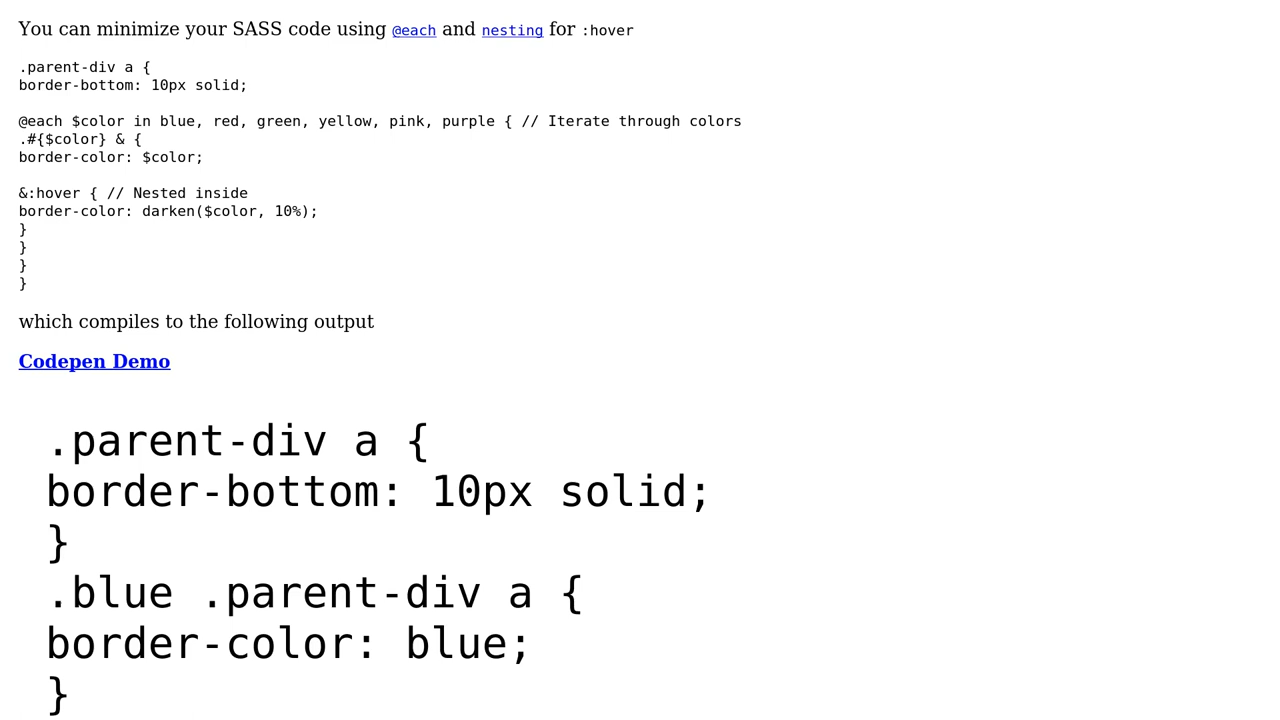 You can minimize your SASS code using @each and nesting for :hover
.parent-div a {
border-bottom: 10px solid;
@each $color in blue, red, green, yellow, pink, purple { // Iterate through colors
.#{$color} & {
border-color: $color;
&:hover { // Nested inside
border-color: darken($color, 10%);
}
}
}
}
which compiles to the following output
Codepen Demo
.parent-div a {
border-bottom: 10px solid;
}
.blue .parent-div a {
border-color: blue;
}